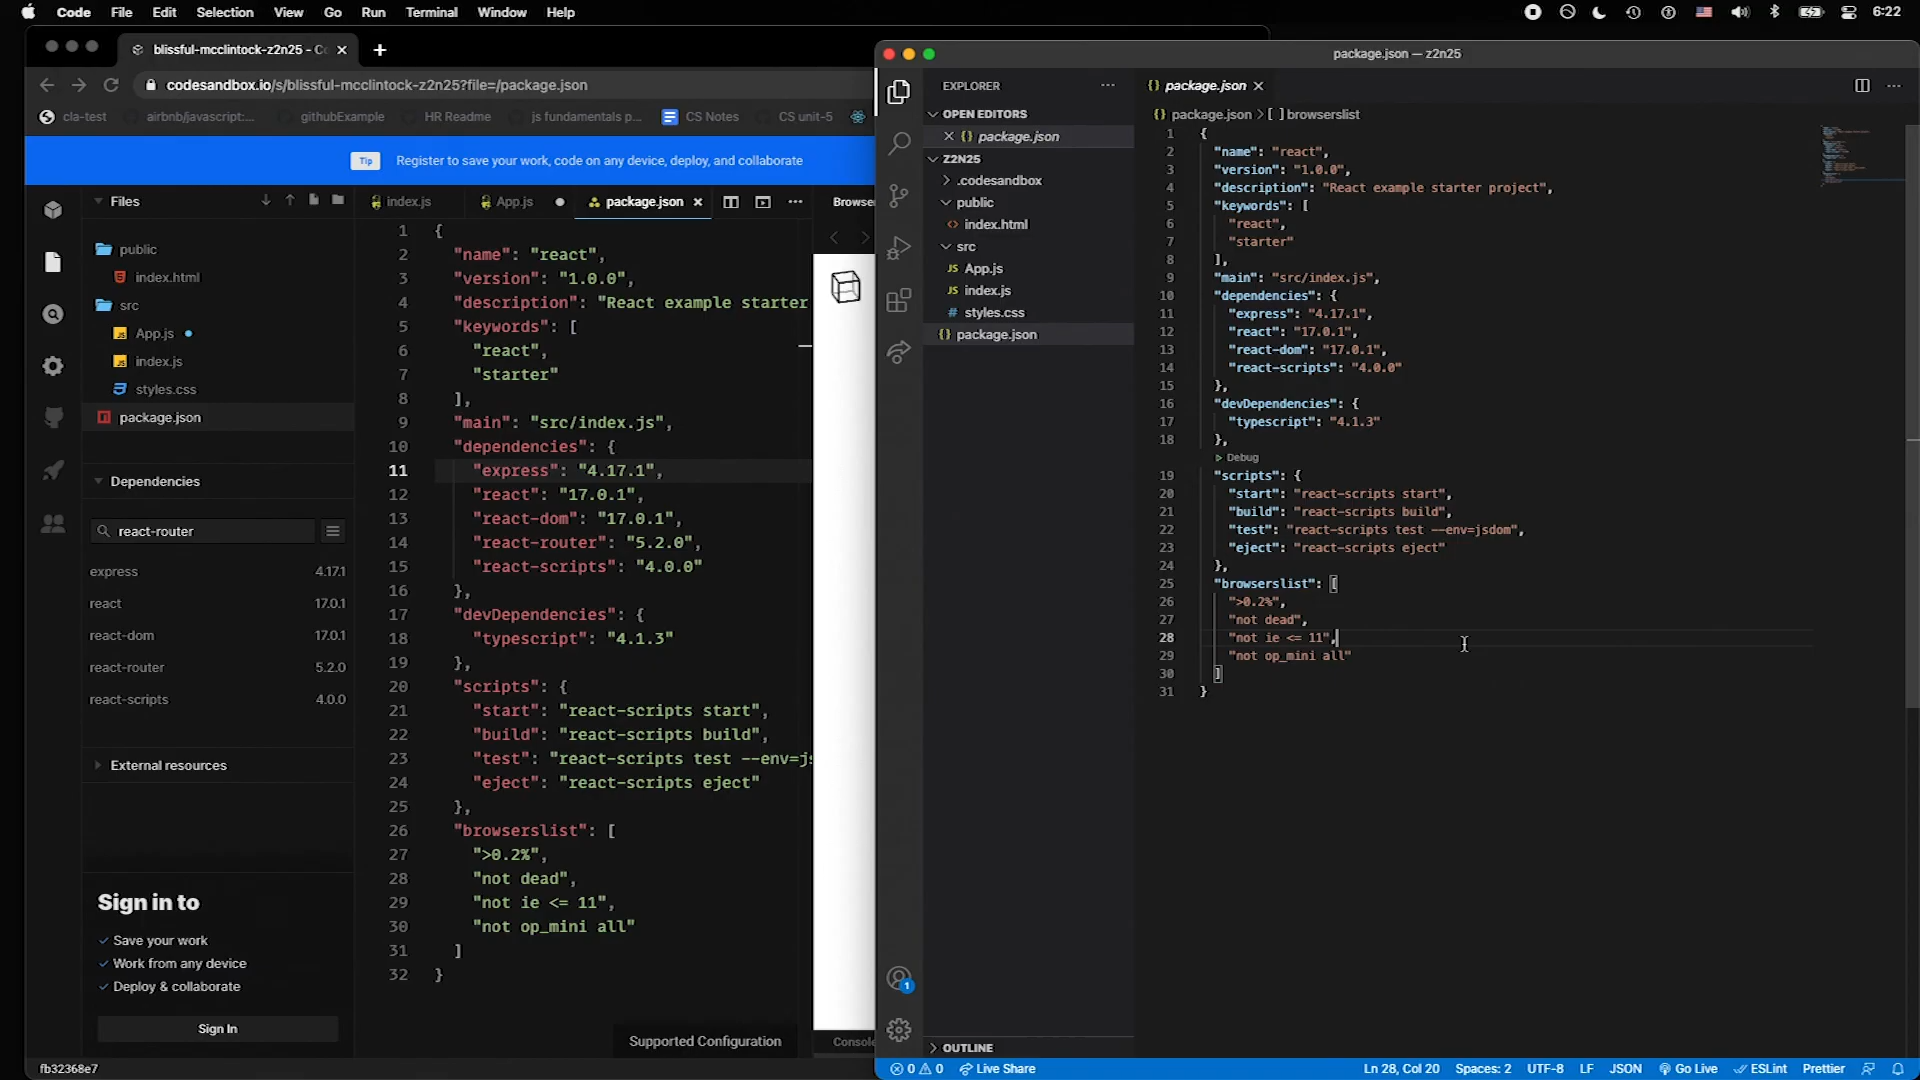 Code File Edit Selection View Go Run Terminal Window Help
6:22
blissful-mcclintock-z2n25 - Co
codesandbox.io/s/blissful-mcclintock-z2n25?file=/package.json
cla-test airbnb/javascript:... githubExample HR Readme js fundamentals p... CS Notes CS unit-5
Tip Register to save your work, code on any device, deploy, and collaborate
Files
public
index.html
src
App.js
index.js
styles.css
package.json
Dependencies
react-router
express 4.17.1
react 17.0.1
react-dom 17.0.1
react-router 5.2.0
react-scripts 4.0.0
External resources
Sign in to
Save your work
Work from any device
Deploy & collaborate
Sign In
fb32368e7
index.js App.js package.json
1 {
2 "name": "react",
3 "version": "1.0.0",
4 "description": "React example starter
5 "keywords": [
6 "react",
7 "starter"
8 ],
9 "main": "src/index.js",
10 "dependencies": {
11 "express": "4.17.1",
12 "react": "17.0.1",
13 "react-dom": "17.0.1",
14 "react-router": "5.2.0",
15 "react-scripts": "4.0.0"
16 },
17 "devDependencies": {
18 "typescript": "4.1.3"
19 },
20 "scripts": {
21 "start": "react-scripts start",
22 "build": "react-scripts build",
23 "test": "react-scripts test --env=js
24 "eject": "react-scripts eject"
25 },
26 "browserslist": [
27 ">0.2%",
28 "not dead",
29 "not ie <= 11",
30 "not op_mini all"
31 ]
32 }
Supported Configuration
Browser
Console
package.json — z2n25
EXPLORER
OPEN EDITORS
{} package.json
Z2N25
.codesandbox
public
<> index.html
src
JS App.js
JS index.js
# styles.css
{} package.json
1
OUTLINE
{} package.json
{} package.json > [ ] browserslist
1 {
2 "name": "react",
3 "version": "1.0.0",
4 "description": "React example starter project",
5 "keywords": [
6 "react",
7 "starter"
8 ],
9 "main": "src/index.js",
10 "dependencies": {
11 "express": "4.17.1",
12 "react": "17.0.1",
13 "react-dom": "17.0.1",
14 "react-scripts": "4.0.0"
15 },
16 "devDependencies": {
17 "typescript": "4.1.3"
18 },
Debug
19 "scripts": {
20 "start": "react-scripts start",
21 "build": "react-scripts build",
22 "test": "react-scripts test --env=jsdom",
23 "eject": "react-scripts eject"
24 },
25 "browserslist": [
26 ">0.2%",
27 "not dead",
28 "not ie <= 11",
29 "not op_mini all"
30 ]
31 }
0 0 Live Share
Ln 28, Col 20 Spaces: 2 UTF-8 LF JSON Go Live ESLint Prettier